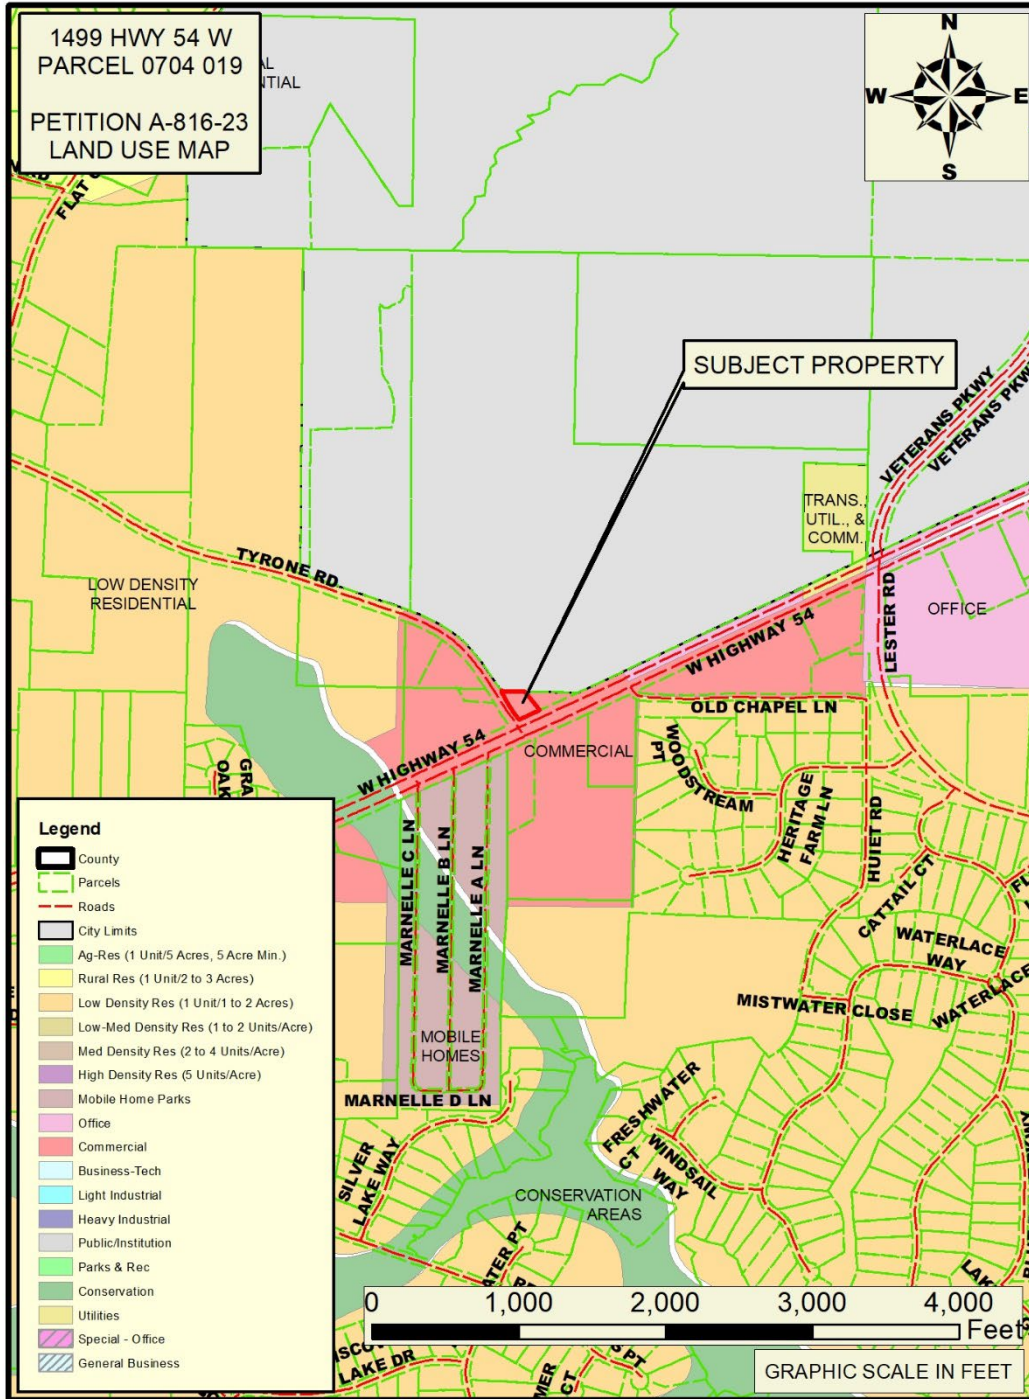 1499 HWY 54 W
PARCEL 0704 019
PETITION A-816-23
LAND USE MAP
N
W
E
S
FLAT
SUBJECT PROPERTY
VETERANS PKWY
VETERANS PKWY
TRANS.,
UTIL., &
COMM.
TYRONE RD
LOW DENSITY
RESIDENTIAL
OFFICE
LESTER RD
W HIGHWAY 54
OLD CHAPEL LN
W HIGHWAY 54
COMMERCIAL
WOODSTREAM
PT
HERITAGE
FARM LN
HUIET RD
GRA
OAK
MARNELLE C LN
MARNELLE B LN
MARNELLE A LN
CATTAIL CT
WATERLACE
WAY
WATERLACE
MISTWATER CLOSE
MOBILE
HOMES
MARNELLE D LN
SILVER
LAKE WAY
FRESHWATER
CT
WINDSAIL
WAY
CONSERVATION
AREAS
LAKE DR
CT
PT
Legend
County
Parcels
Roads
City Limits
Ag-Res (1 Unit/5 Acres, 5 Acre Min.)
Rural Res (1 Unit/2 to 3 Acres)
Low Density Res (1 Unit/1 to 2 Acres)
Low-Med Density Res (1 to 2 Units/Acre)
Med Density Res (2 to 4 Units/Acre)
High Density Res (5 Units/Acre)
Mobile Home Parks
Office
Commercial
Business-Tech
Light Industrial
Heavy Industrial
Public/Institution
Parks & Rec
Conservation
Utilities
Special - Office
General Business
0 1,000 2,000 3,000 4,000
Feet
GRAPHIC SCALE IN FEET